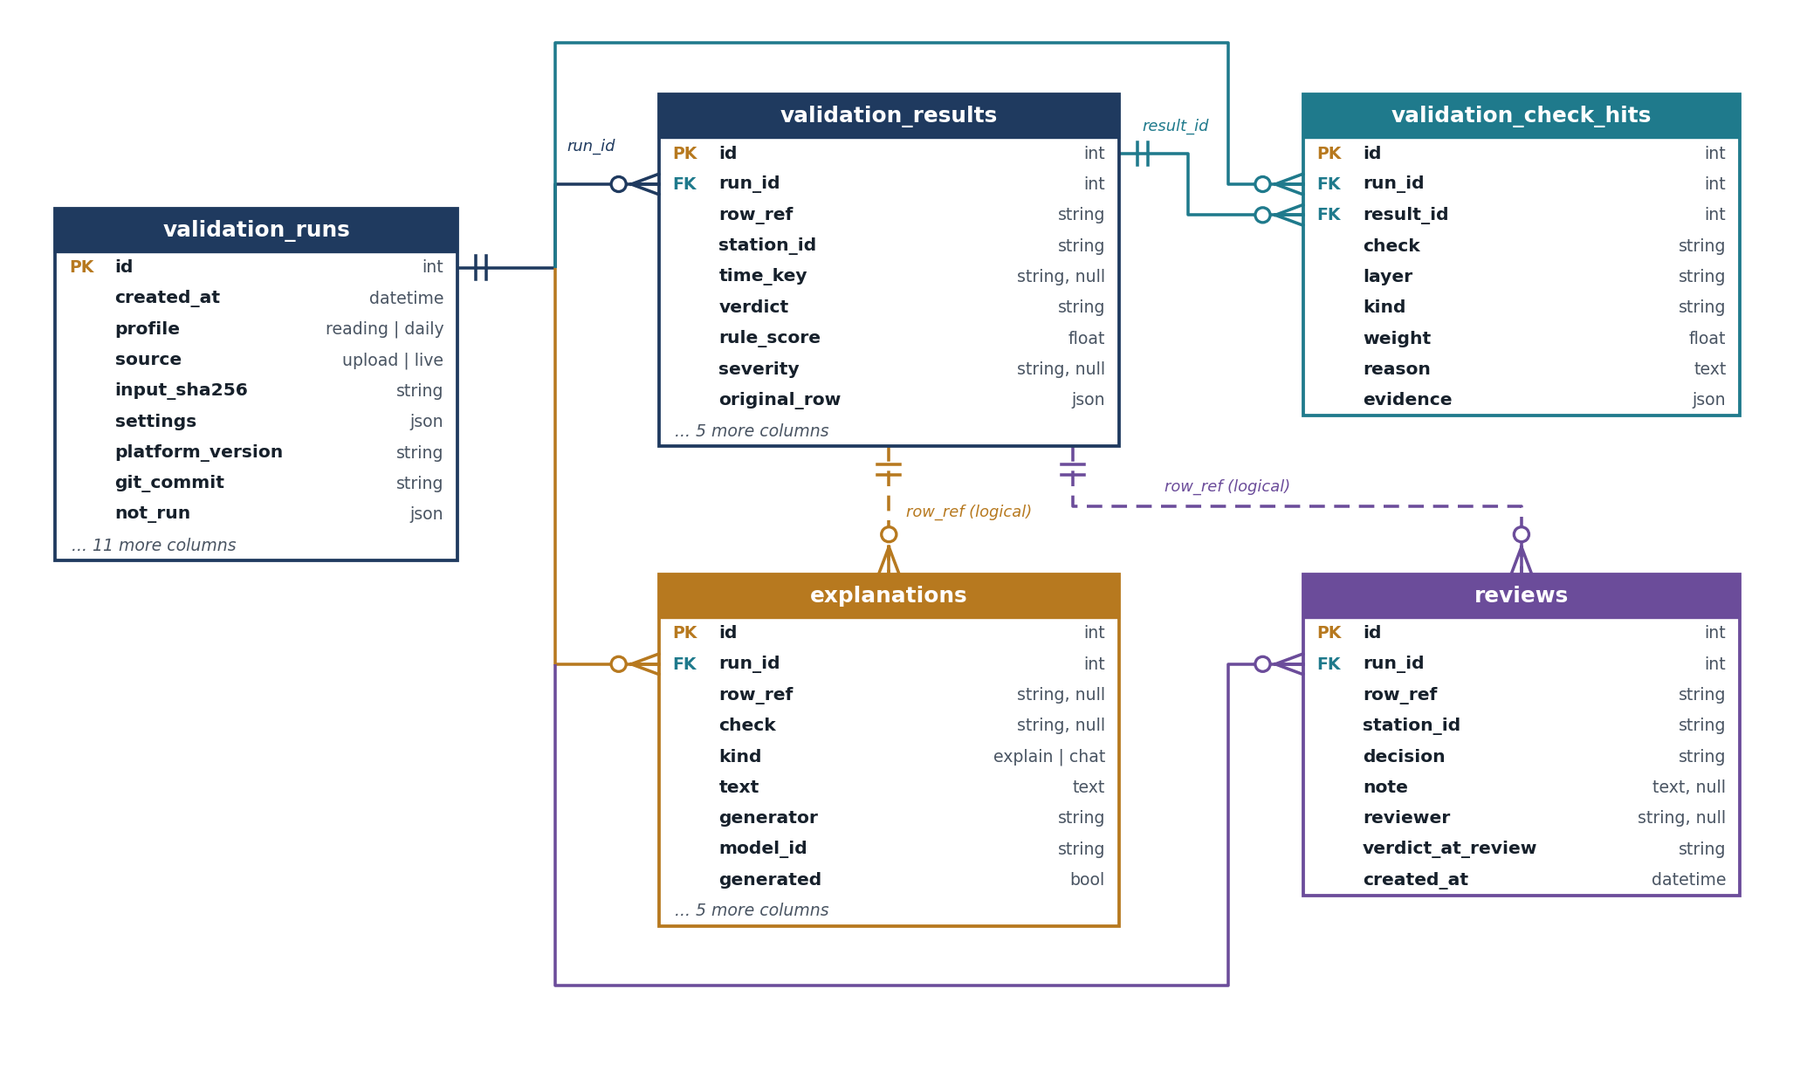 validation_runs
PK id int
created_at datetime
profile reading | daily
source upload | live
input_sha256 string
settings json
platform_version string
git_commit string
not_run json
... 11 more columns
run_id
validation_results
PK id int
FK run_id int
row_ref string
station_id string
time_key string, null
verdict string
rule_score float
severity string, null
original_row json
... 5 more columns
result_id
validation_check_hits
PK id int
FK run_id int
FK result_id int
check string
layer string
kind string
weight float
reason text
evidence json
row_ref (logical)
row_ref (logical)
explanations
PK id int
FK run_id int
row_ref string, null
check string, null
kind explain | chat
text text
generator string
model_id string
generated bool
... 5 more columns
reviews
PK id int
FK run_id int
row_ref string
station_id string
decision string
note text, null
reviewer string, null
verdict_at_review string
created_at datetime